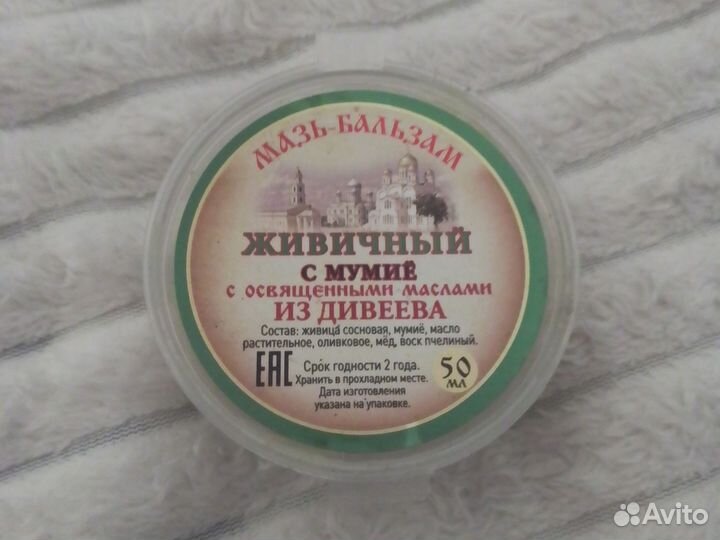 МАЗЬ-БАЛЬЗАМ
ЖИВИЧНЫЙ
С МУМИЁ
С ОСВЯЩЕННЫМИ МАСЛАМИ
ИЗ ДИВЕЕВА
Состав: живица сосновая, мумиё, масло
растительное, оливковое, мёд, воск пчелиный.
ЕАС
Срок годности 2 года.
Хранить в прохладном месте.
Дата изготовления
указана на упаковке.
50
МЛ
Avito